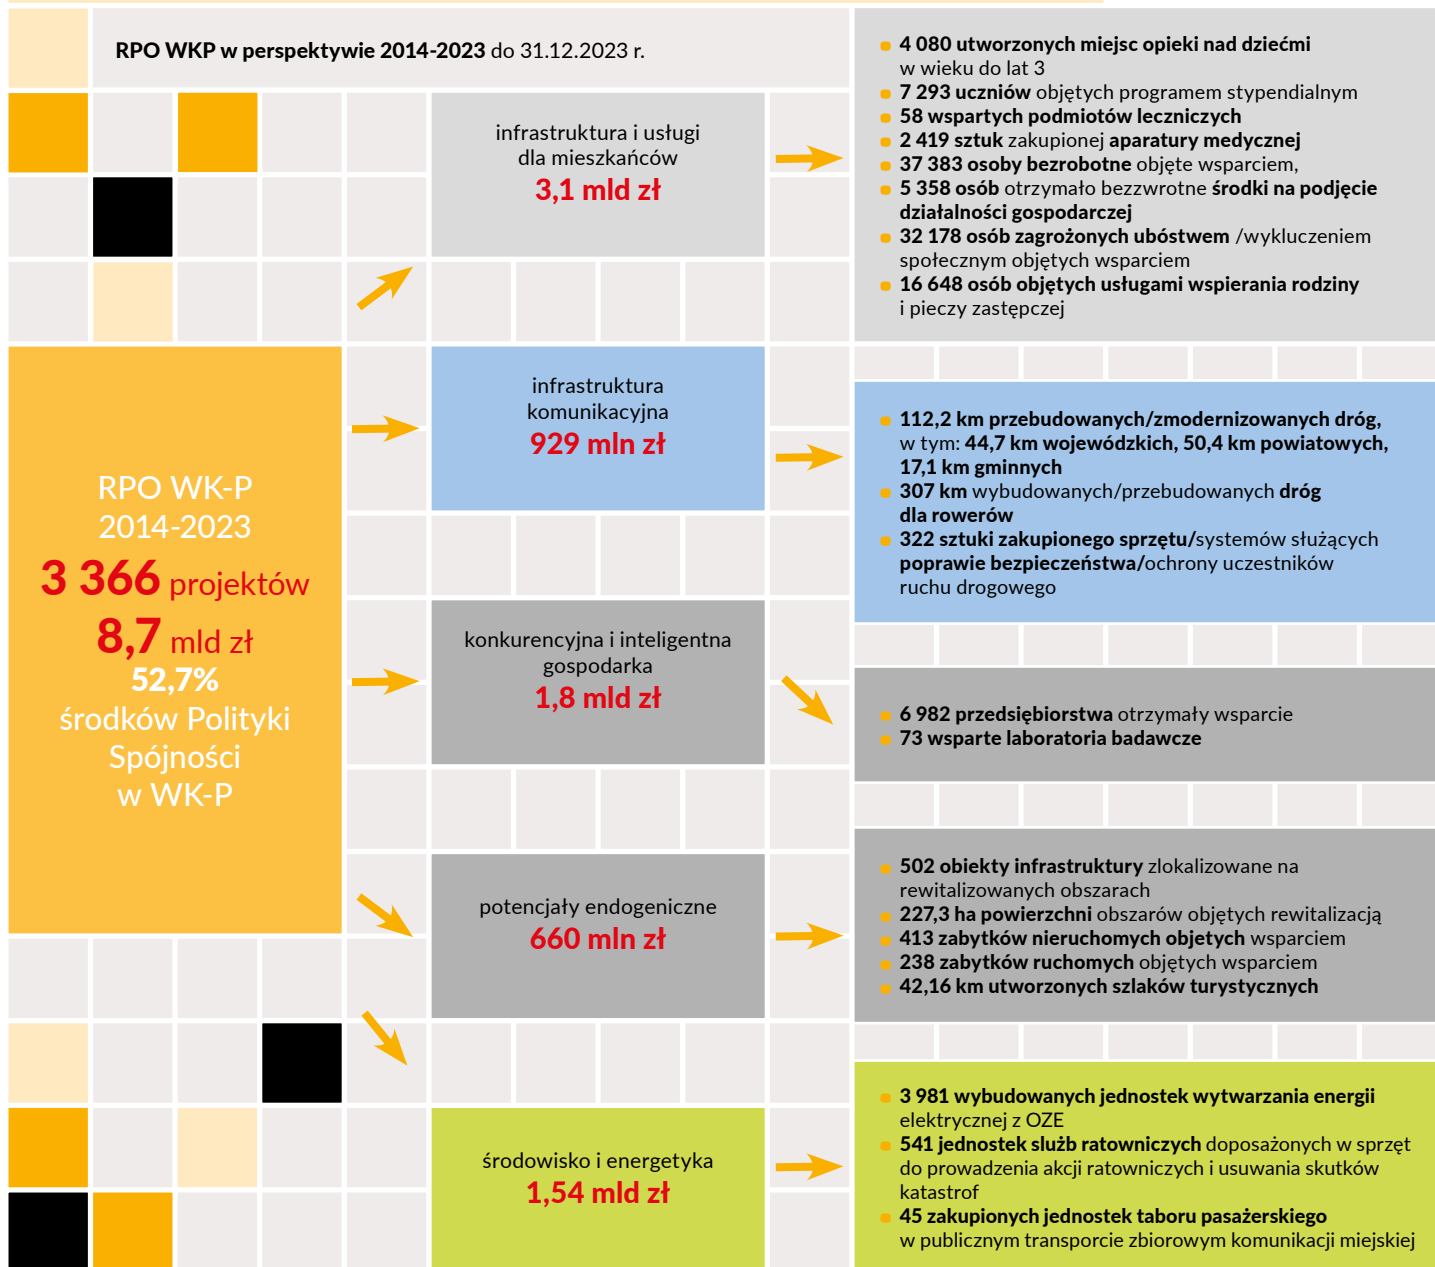 RPO WKP w perspektywie 2014-2023 do 31.12.2023 r.
RPO WK-P
2014-2023
3 366 projektów
8,7 mld zł
52,7%
środków Polityki
Spójności
w WK-P
infrastruktura i usługi
dla mieszkańców
3,1 mld zł
4 080 utworzonych miejsc opieki nad dziećmi
w wieku do lat 3
7 293 uczniów objętych programem stypendialnym
58 wspartych podmiotów leczniczych
2 419 sztuk zakupionej aparatury medycznej
37 383 osoby bezrobotne objęte wsparciem,
5 358 osób otrzymało bezzwrotne środki na podjęcie
działalności gospodarczej
32 178 osób zagrożonych ubóstwem /wykluczeniem
społecznym objętych wsparciem
16 648 osób objętych usługami wspierania rodziny
i pieczy zastępczej
infrastruktura
komunikacyjna
929 mln zł
112,2 km przebudowanych/zmodernizowanych dróg,
w tym: 44,7 km wojewódzkich, 50,4 km powiatowych,
17,1 km gminnych
307 km wybudowanych/przebudowanych dróg
dla rowerów
322 sztuki zakupionego sprzętu/systemów służących
poprawie bezpieczeństwa/ochrony uczestników
ruchu drogowego
konkurencyjna i inteligentna
gospodarka
1,8 mld zł
6 982 przedsiębiorstwa otrzymały wsparcie
73 wsparte laboratoria badawcze
potencjały endogeniczne
660 mln zł
502 obiekty infrastruktury zlokalizowane na
rewitalizowanych obszarach
227,3 ha powierzchni obszarów objętych rewitalizacją
413 zabytków nieruchomych objetych wsparciem
238 zabytków ruchomych objętych wsparciem
42,16 km utworzonych szlaków turystycznych
środowisko i energetyka
1,54 mld zł
3 981 wybudowanych jednostek wytwarzania energii
elektrycznej z OZE
541 jednostek slużb ratowniczych doposażonych w sprzęt
do prowadzenia akcji ratowniczych i usuwania skutków
katastrof
45 zakupionych jednostek taboru pasażerskiego
w publicznym transporcie zbiorowym komunikacji miejskiej